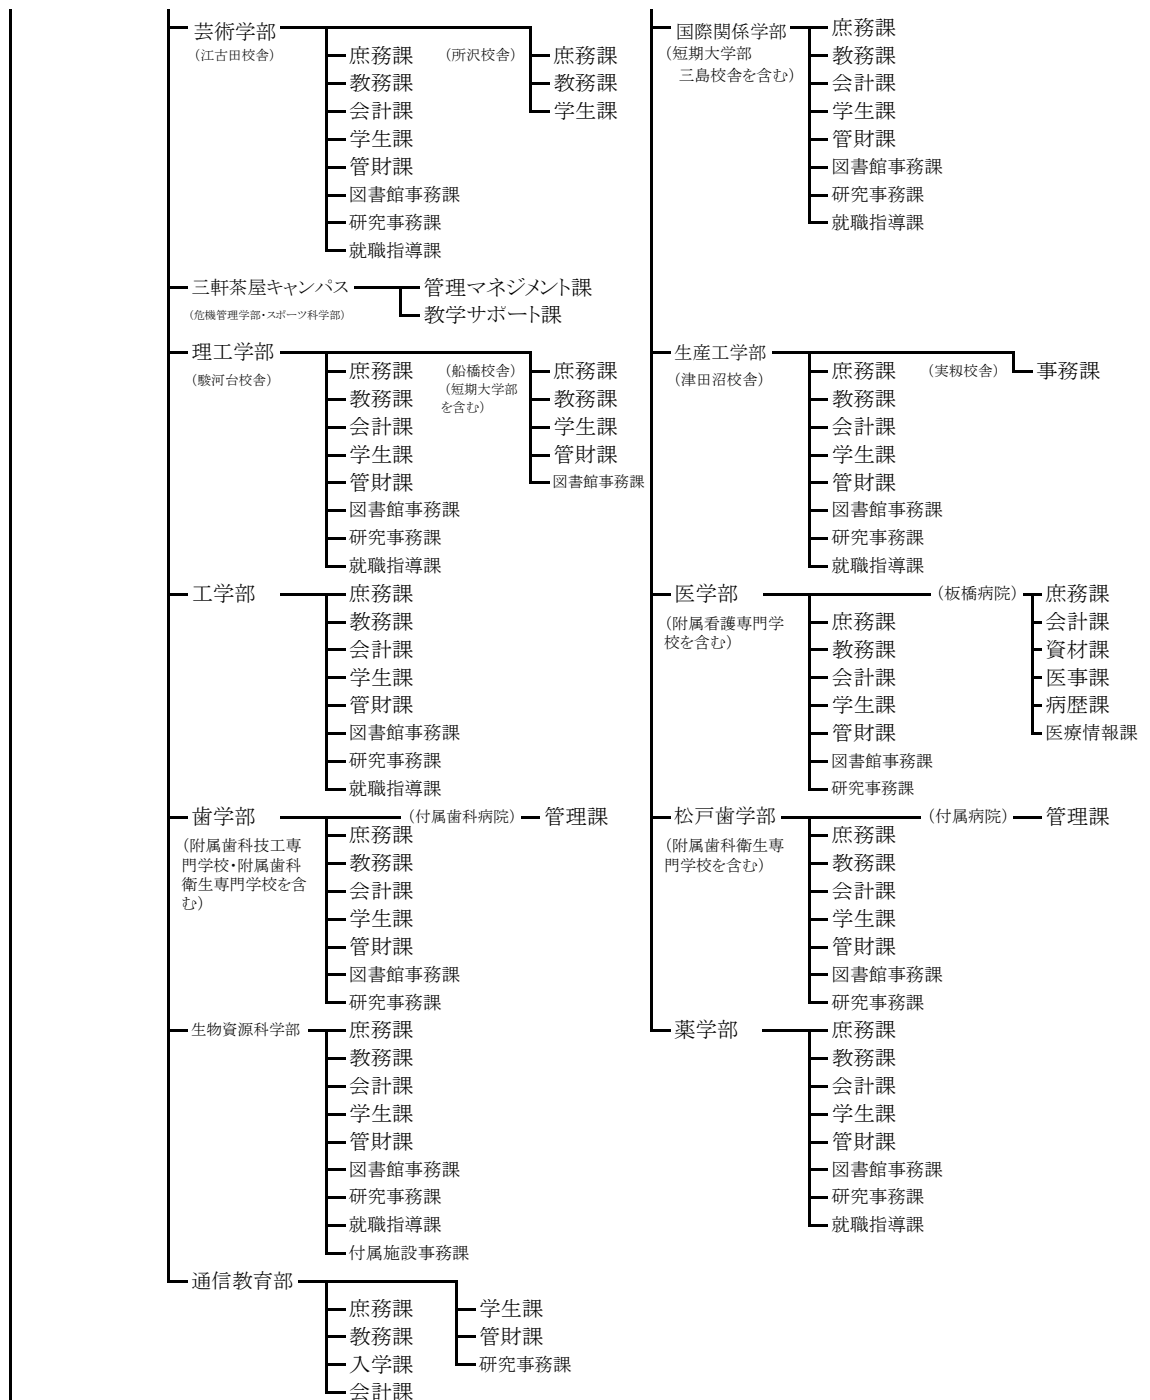 芸術学部
（江古田校舎）
庶務課
教務課
会計課
学生課
管財課
図書館事務課
研究事務課
就職指導課
（所沢校舎）
庶務課
教務課
学生課
国際関係学部
（短期大学部
三島校舎を含む）
庶務課
教務課
会計課
学生課
管財課
図書館事務課
研究事務課
就職指導課
三軒茶屋キャンパス
（危機管理学部・スポーツ科学部）
管理マネジメント課
教学サポート課
理工学部
（駿河台校舎）
庶務課
教務課
会計課
学生課
管財課
図書館事務課
研究事務課
就職指導課
（船橋校舎）
（短期大学部
を含む）
庶務課
教務課
学生課
管財課
図書館事務課
生産工学部
（津田沼校舎）
庶務課
教務課
会計課
学生課
管財課
図書館事務課
研究事務課
就職指導課
（実籾校舎）
事務課
工学部
庶務課
教務課
会計課
学生課
管財課
図書館事務課
研究事務課
就職指導課
医学部
（附属看護専門学
校を含む）
庶務課
教務課
会計課
学生課
管財課
図書館事務課
研究事務課
（板橋病院）
庶務課
会計課
資材課
医事課
病歴課
医療情報課
歯学部
（附属歯科技工専
門学校・附属歯科
衛生専門学校を含
む）
庶務課
教務課
会計課
学生課
管財課
図書館事務課
研究事務課
（付属歯科病院）
管理課
松戸歯学部
（附属歯科衛生専
門学校を含む）
庶務課
教務課
会計課
学生課
管財課
図書館事務課
研究事務課
（付属病院）
管理課
生物資源科学部
庶務課
教務課
会計課
学生課
管財課
図書館事務課
研究事務課
就職指導課
付属施設事務課
薬学部
庶務課
教務課
会計課
学生課
管財課
図書館事務課
研究事務課
就職指導課
通信教育部
庶務課
教務課
入学課
会計課
学生課
管財課
研究事務課